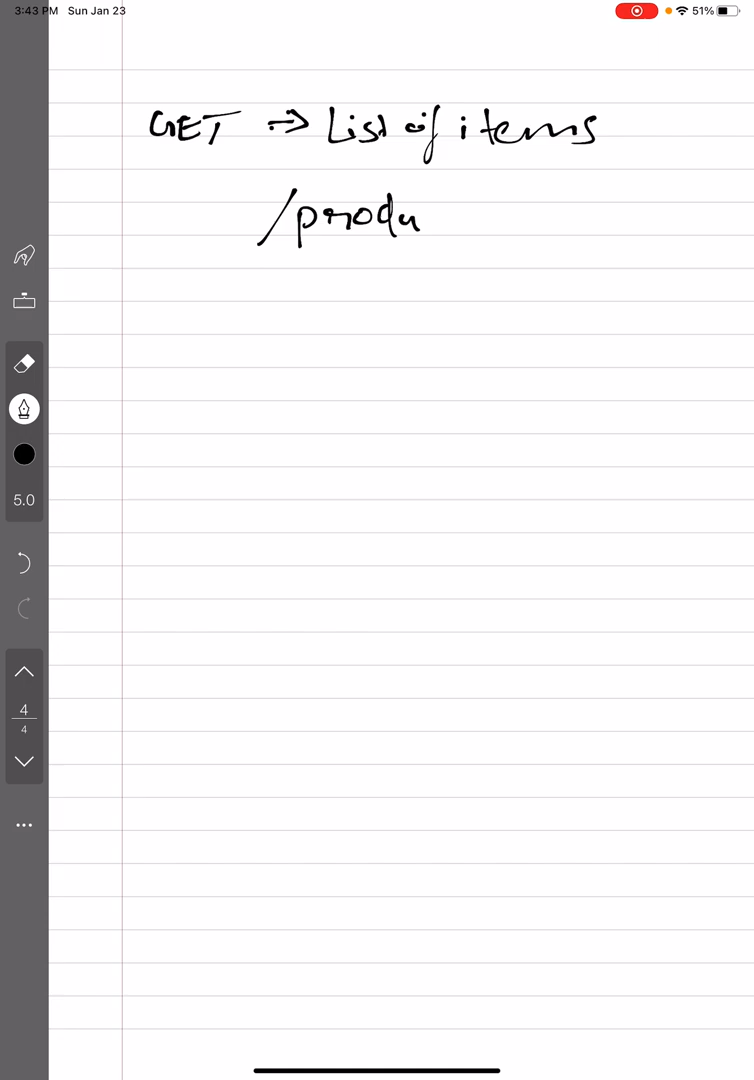 3:43 PM Sun Jan 23 51%
GET => List of items
/produ
5.0
4
4